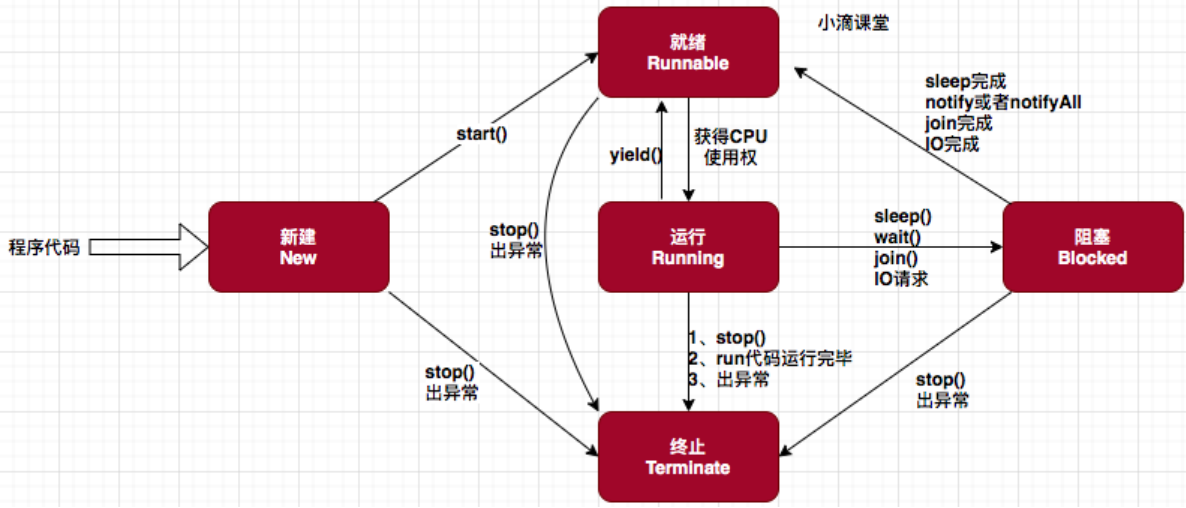 小滴课堂
就绪
Runnable
sleep完成
notify或者notifyAll
join完成
IO完成
start()
yield()
获得CPU
使用权
程序代码
新建
New
stop()
出异常
运行
Running
sleep()
wait()
join()
IO请求
阻塞
Blocked
stop()
出异常
1、stop()
2、run代码运行完毕
3、出异常
stop()
出异常
终止
Terminate